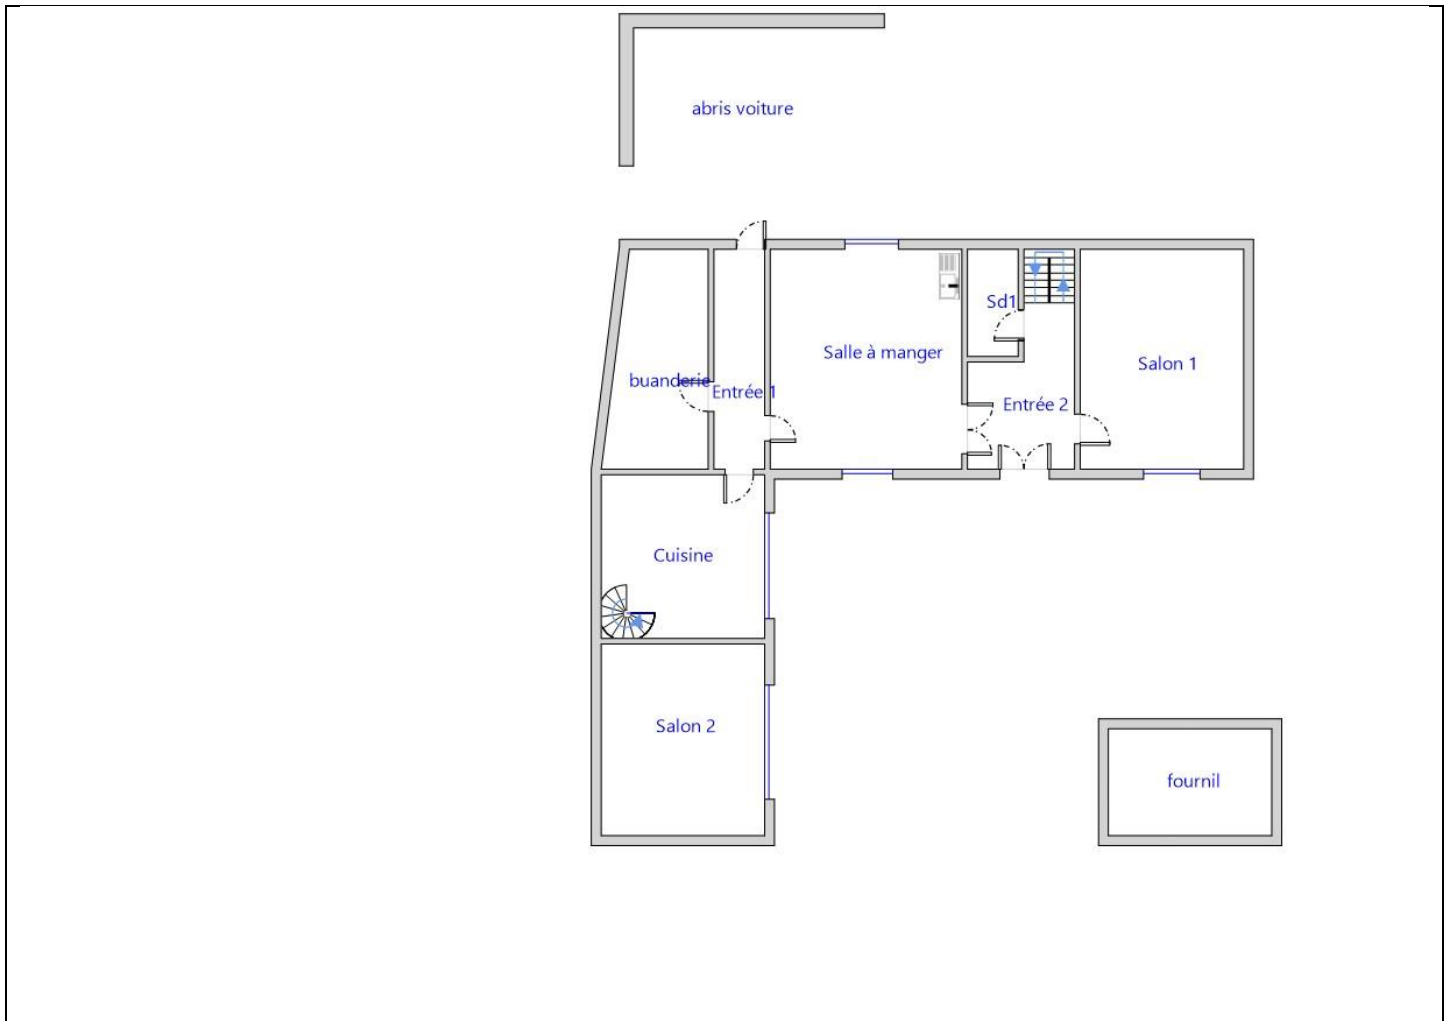 abris voiture
Sd1
Salle à manger
Salon 1
buanderie
Entrée 1
Entrée 2
Cuisine
Salon 2
fournil